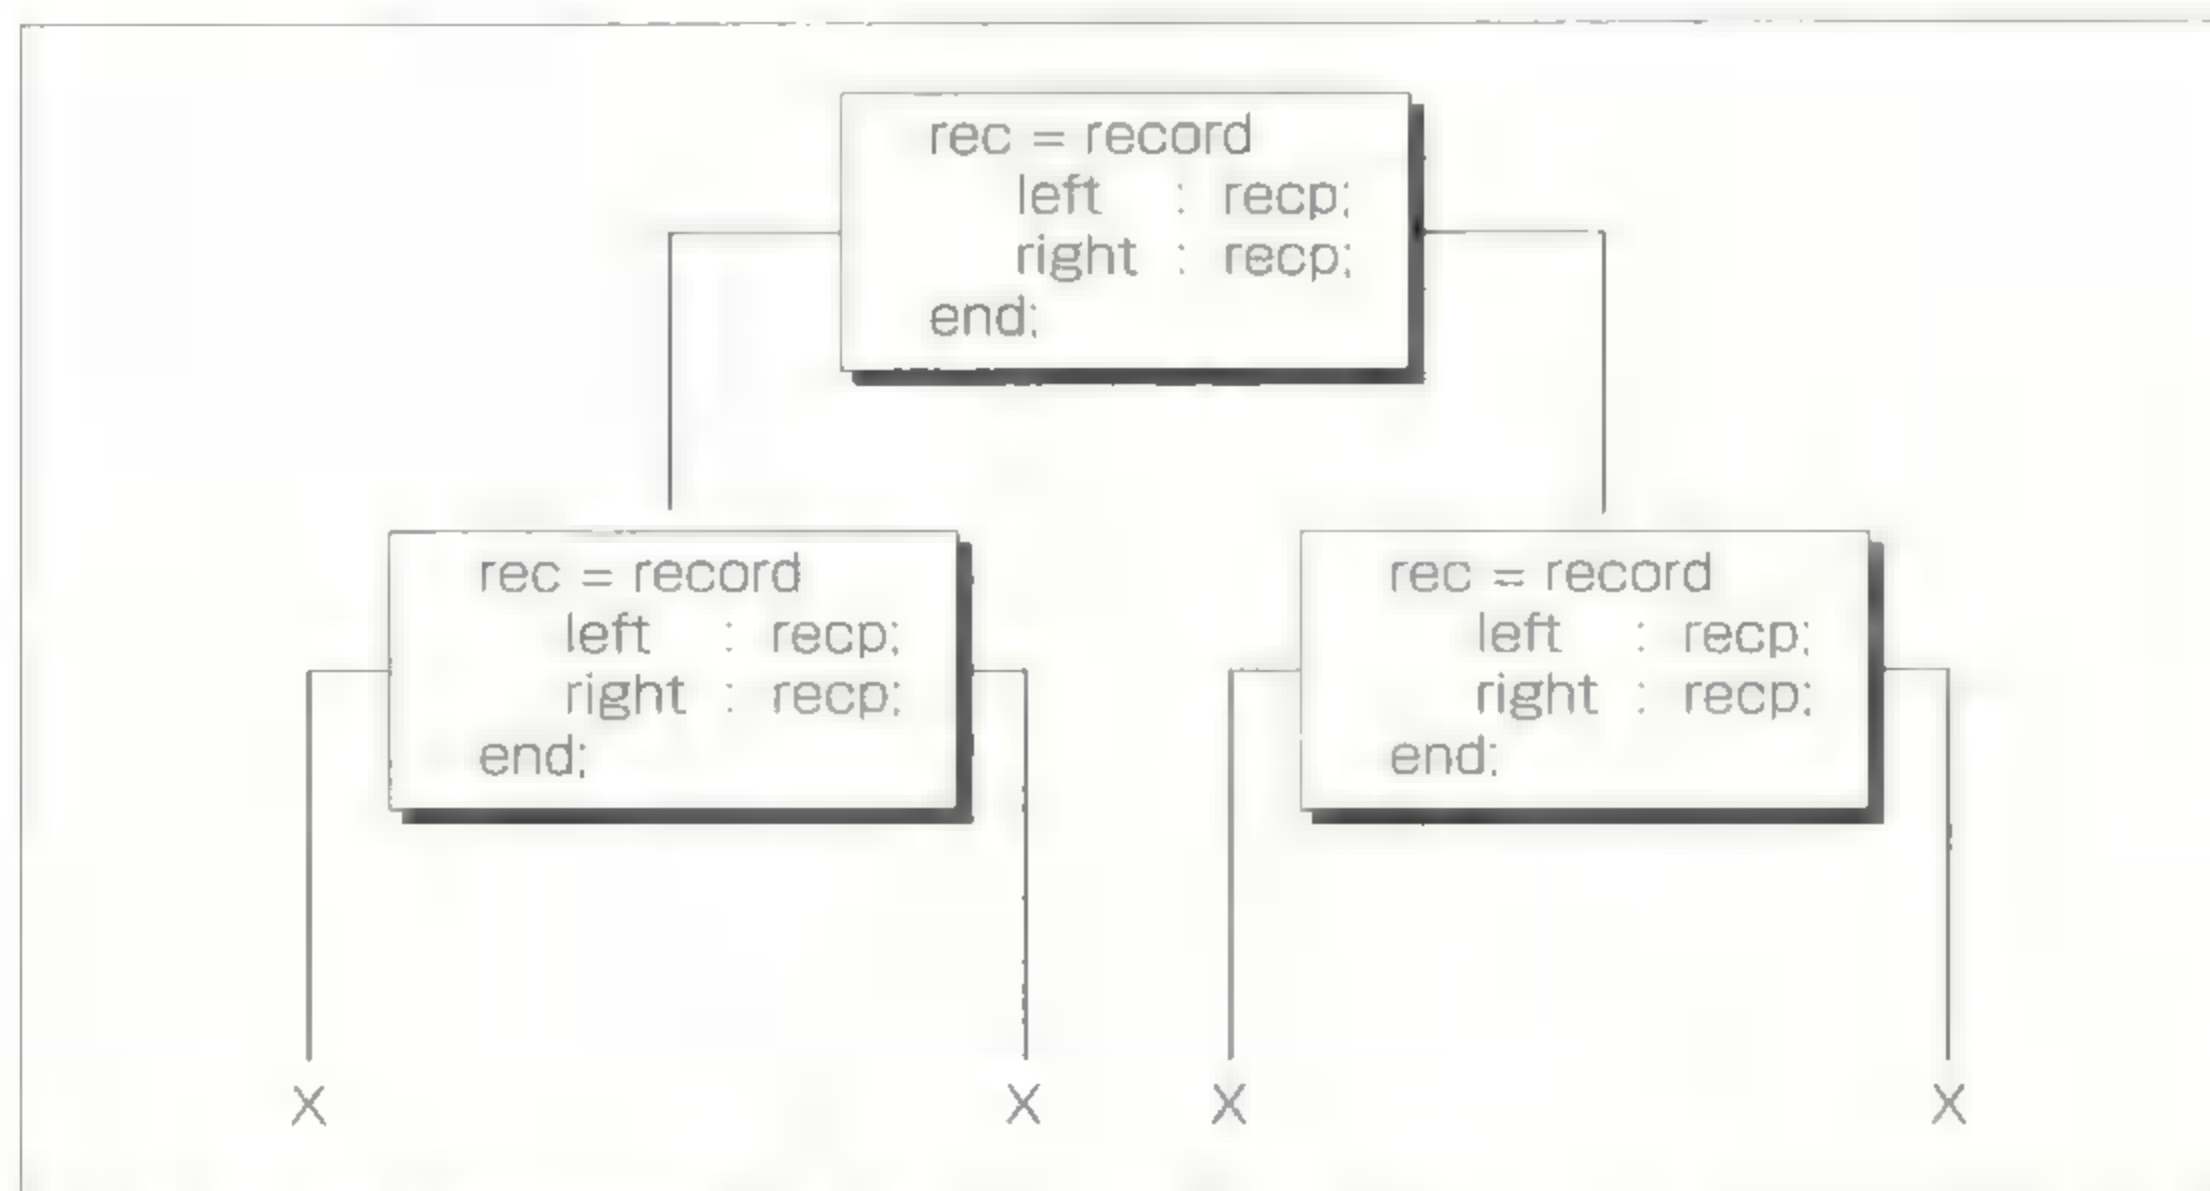 rec = record
left : recp;
right : recp;
end;
rec = record
left : recp;
right : recp;
end;
rec = record
left : recp;
right : recp;
end;
X
X
X
X